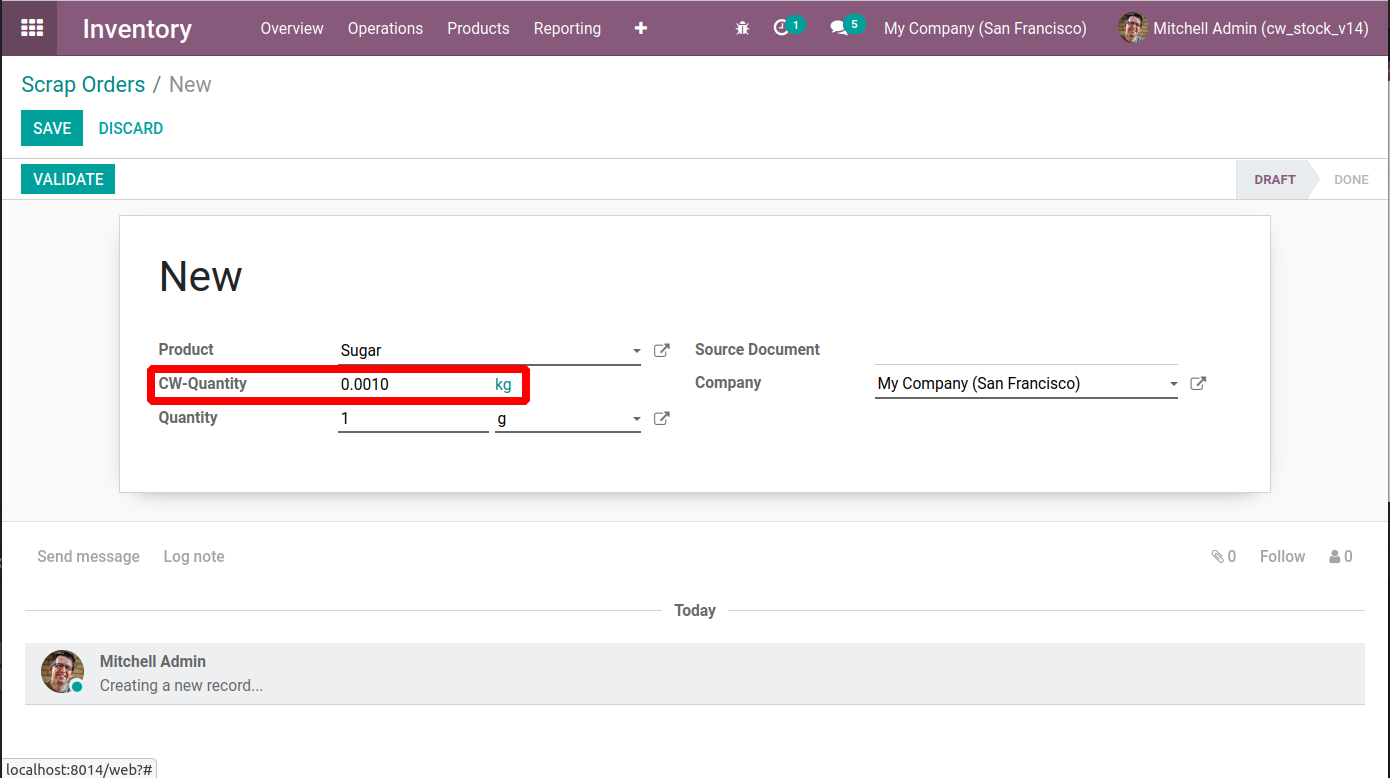 Inventory Overview Operations Products Reporting + 1 5 My Company (San Francisco) Mitchell Admin (cw_stock_v14)
Scrap Orders / New
SAVE DISCARD
VALIDATE DRAFT DONE
New
Product Sugar Source Document
CW-Quantity 0.0010 kg Company My Company (San Francisco)
Quantity 1 g
Send message Log note 0 Follow 0
Today
Mitchell Admin
Creating a new record...
localhost:8014/web?#